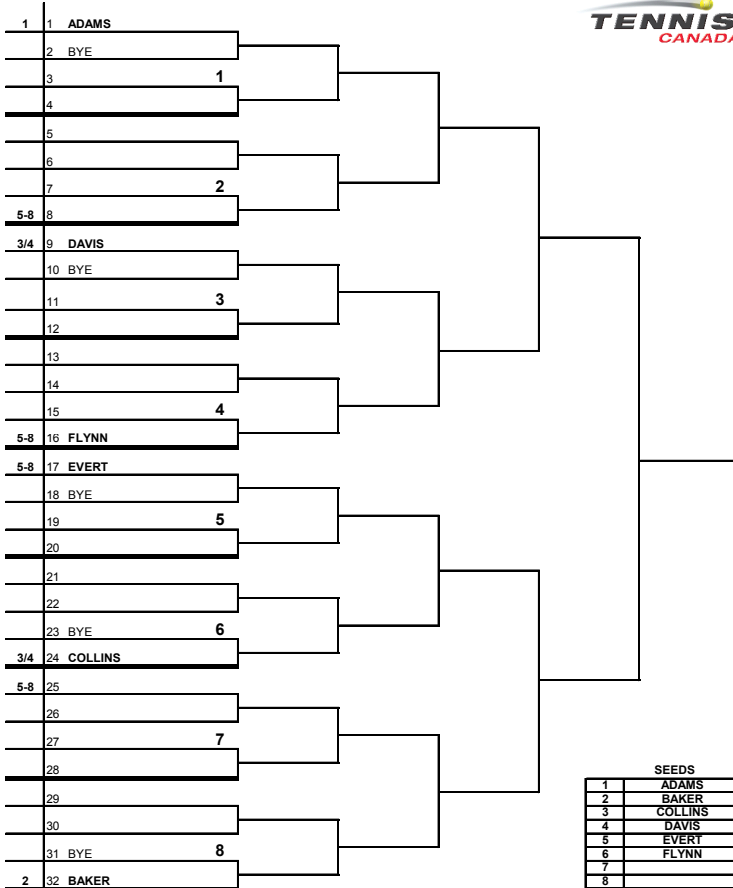 TENNIS
CANADA
1 1 ADAMS
2 BYE
3 1
4
5
6
7 2
5-8 8
3/4 9 DAVIS
10 BYE
11 3
12
13
14
15 4
5-8 16 FLYNN
5-8 17 EVERT
18 BYE
19 5
20
21
22
23 BYE 6
3/4 24 COLLINS
5-8 25
26
27 7
28
29
30
31 BYE 8
2 32 BAKER
SEEDS
1 ADAMS
2 BAKER
3 COLLINS
4 DAVIS
5 EVERT
6 FLYNN
7
8